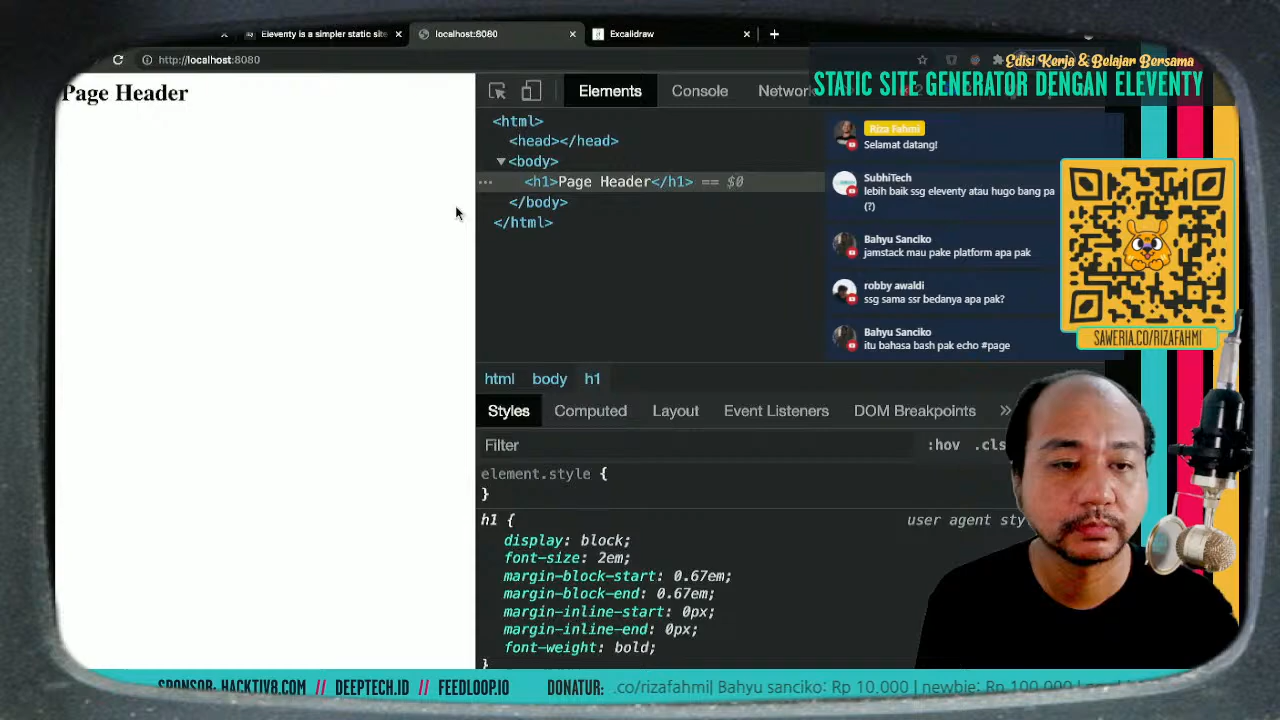 Eleventy is a simpler static site
localhost:8080
Excalidraw
http://localhost:8080
Edisi Kerja & Belajar Bersama
STATIC SITE GENERATOR DENGAN ELEVENTY
Page Header
Elements
Console
Network
<html>
<head></head>
<body>
<h1>Page Header</h1> == $0
</body>
</html>
Riza Fahmi
Selamat datang!
SubhiTech
lebih baik ssg eleventy atau hugo bang pa
(?)
Bahyu Sanciko
jamstack mau pake platform apa pak
robby awaldi
ssg sama ssr bedanya apa pak?
Bahyu Sanciko
itu bahasa bash pak echo #page
SAWERIA.CO/RIZAFAHMI
html body h1
Styles
Computed
Layout
Event Listeners
DOM Breakpoints
Filter
:hov .cls
element.style {
}
h1 {
user agent sty
display: block;
font-size: 2em;
margin-block-start: 0.67em;
margin-block-end: 0.67em;
margin-inline-start: 0px;
margin-inline-end: 0px;
font-weight: bold;
}
SPONSOR: HACKTIV8.COM // DEEPTECH.ID // FEEDLOOP.IO
DONATUR: .co/rizafahmi| Bahyu sanciko: Rp 10.000 | newbie: Rp 100.000 |